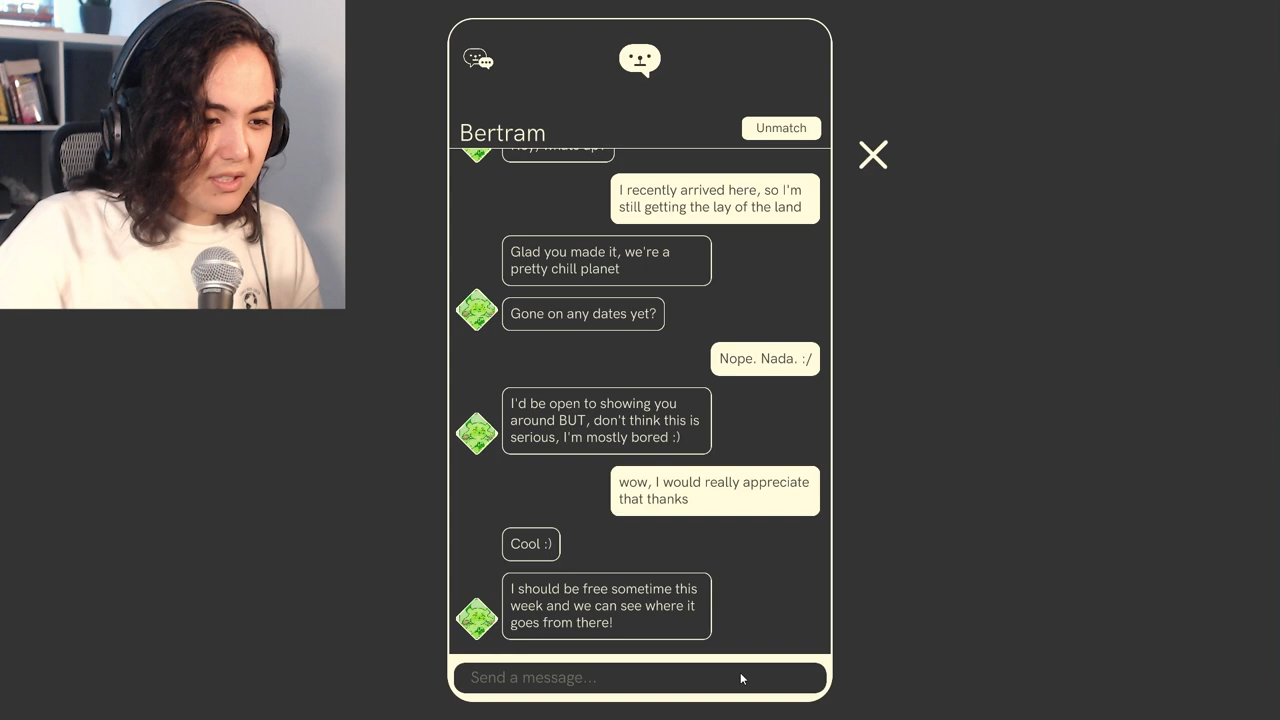 Bertram
Unmatch
I recently arrived here, so I'm
still getting the lay of the land
Glad you made it, we're a
pretty chill planet
Gone on any dates yet?
Nope. Nada. :/
I'd be open to showing you
around BUT, don't think this is
serious, I'm mostly bored :)
wow, I would really appreciate
that thanks
Cool :)
I should be free sometime this
week and we can see where it
goes from there!
Send a message...